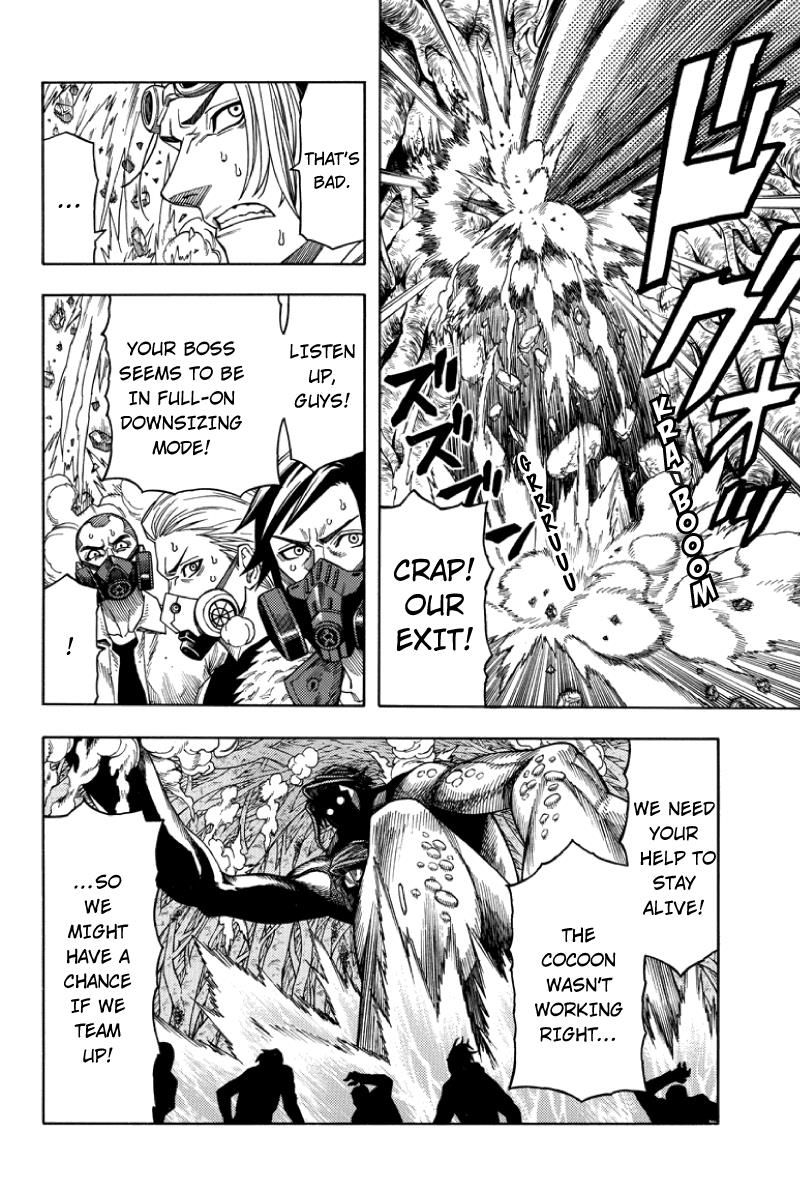 ドグォッ
KRA-BOOOM
ズズズ
ン
GRRRUUU
CRAP!
OUR
EXIT!
THAT'S
BAD.
...
LISTEN
UP,
GUYS!
YOUR BOSS
SEEMS TO BE
IN FULL-ON
DOWNSIZING
MODE!
!
WE NEED
YOUR
HELP TO
STAY
ALIVE!
THE
COCOON
WASN'T
WORKING
RIGHT...
...SO
WE
MIGHT
HAVE A
CHANCE
IF WE
TEAM
UP!